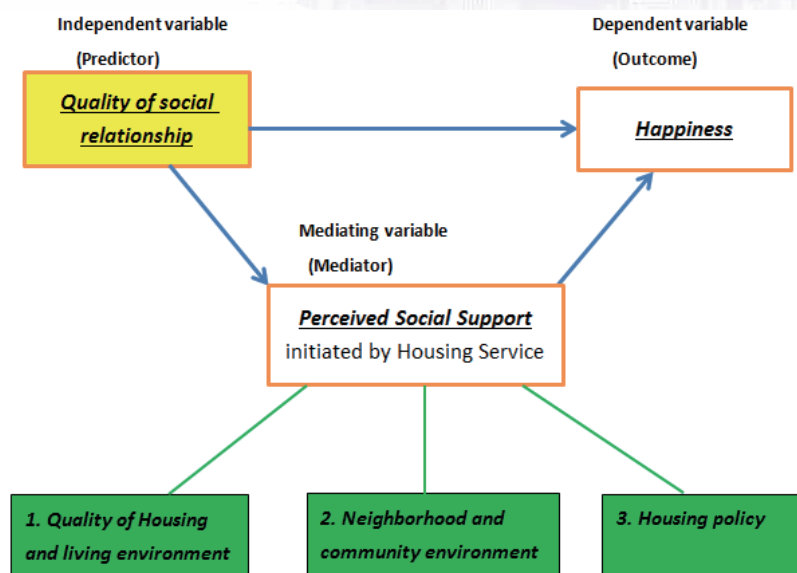 Independent variable
(Predictor)
Dependent variable
(Outcome)
Quality of social
relationship
Happiness
Mediating variable
(Mediator)
Perceived Social Support
initiated by Housing Service
1. Quality of Housing
and living environment
2. Neighborhood and
community environment
3. Housing policy